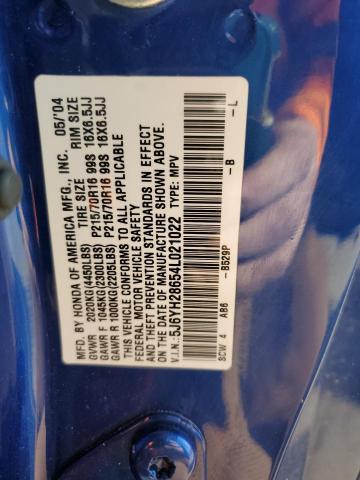 MFD. BY HONDA OF AMERICA MFG., INC. 05/'04
TIRE SIZE RIM SIZE
GVWR 2020KG(4450LBS) P215/70R16 99S 16X6.5JJ
GAWR F 1045KG(2300LBS) P215/70R16 99S 16X6.5JJ
GAWR R 1000KG(2205LBS)
THIS VEHICLE CONFORMS TO ALL APPLICABLE
FEDERAL MOTOR VEHICLE SAFETY, BUMPER, AND
THEFT PREVENTION STANDARDS IN EFFECT
ON THE DATE OF MANUFACTURE SHOWN ABOVE.
V.I.N.: 5J6YH28654L021022 TYPE: MPV
SCW 4 AB6 -B529P -B -L